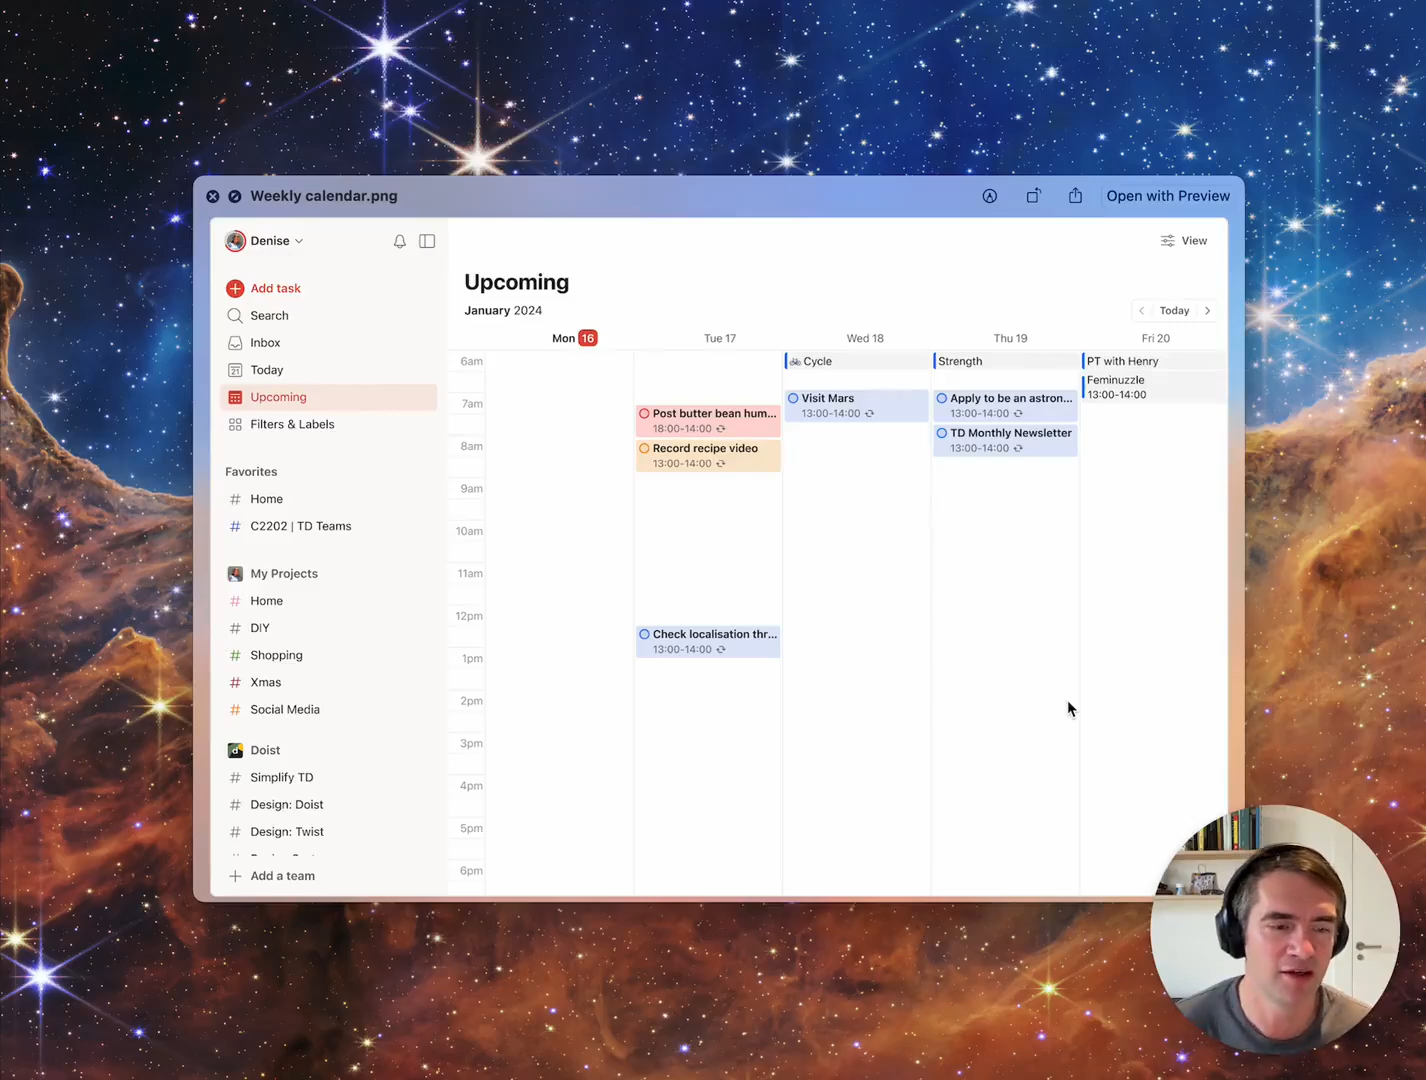 Weekly calendar.png
Open with Preview
Denise
View
Add task
Search
Inbox
21 Today
Upcoming
Filters & Labels
Favorites
# Home
# C2202 | TD Teams
My Projects
# Home
# DIY
# Shopping
# Xmas
# Social Media
d Doist
# Simplify TD
# Design: Doist
# Design: Twist
+ Add a team
Upcoming
January 2024
< Today >
Mon 16
Tue 17
Wed 18
Thu 19
Fri 20
6am
7am
8am
9am
10am
11am
12pm
1pm
2pm
3pm
4pm
5pm
6pm
Post butter bean hum...
18:00-14:00
Record recipe video
13:00-14:00
Check localisation thr...
13:00-14:00
Cycle
Visit Mars
13:00-14:00
Strength
Apply to be an astron...
13:00-14:00
TD Monthly Newsletter
13:00-14:00
PT with Henry
Feminuzzle
13:00-14:00